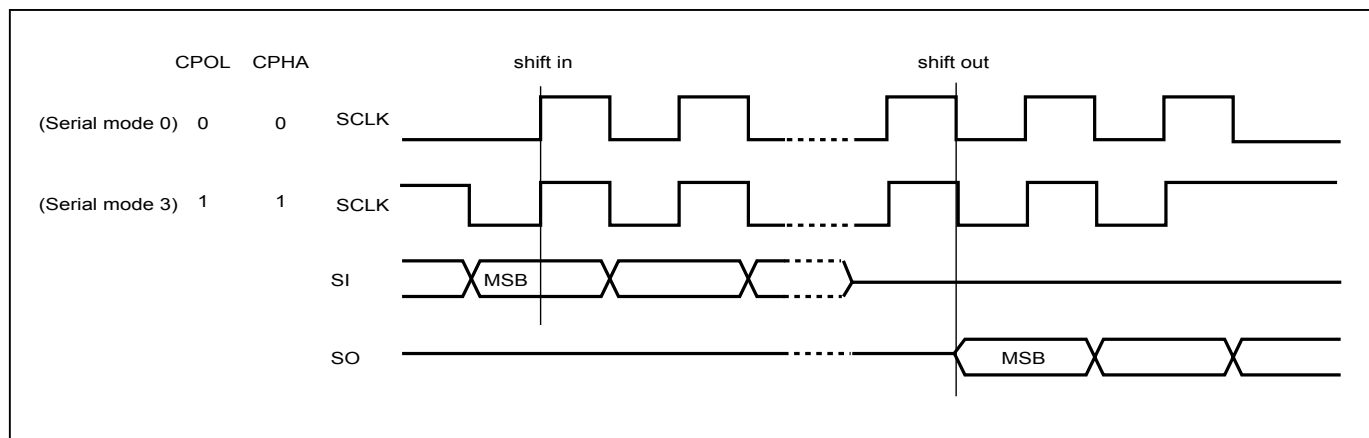 CPOL CPHA shift in shift out
(Serial mode 0) 0 0 SCLK
(Serial mode 3) 1 1 SCLK
SI MSB
SO MSB